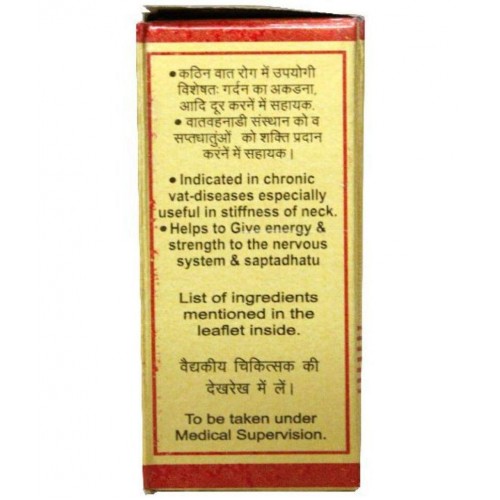 • कठिन वात रोग में उपयोगी
विशेषतः गर्दन का अकडना,
आदि दूर करनें में सहायक.
• वातवहनाडी संस्थान को व
सप्तधातुंओं को शक्ति प्रदान
करंनें में सहायक।
• Indicated in chronic
vat-diseases especially
useful in stiffness of neck.
• Helps to Give energy &
strength to the nervous
system & saptadhatu
List of ingredients
mentioned in the
leaflet inside.
वैद्यकीय चिकित्सक की
देखरेख में लें।
To be taken under
Medical Supervision.